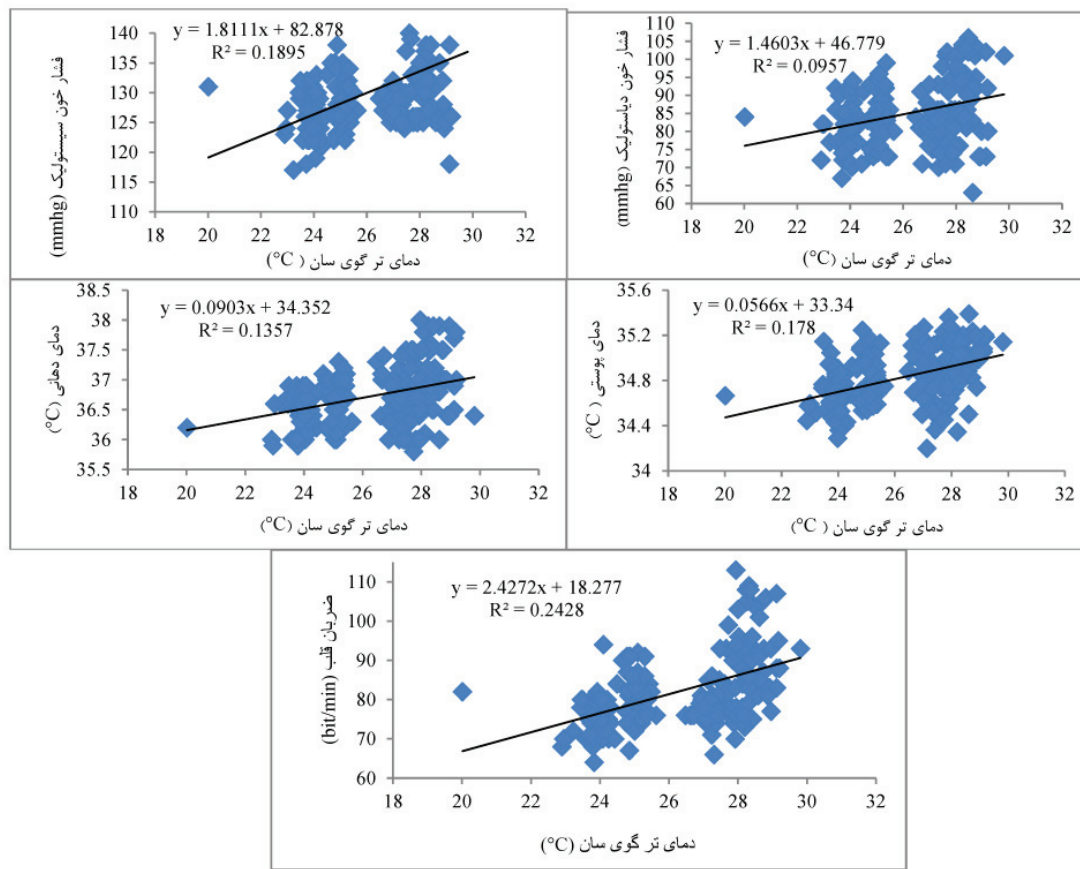 y = 1.8111x + 82.878
R² = 0.1895
فشار خون سیستولیک (mmhg)
140
135
130
125
120
115
110
18 20 22 24 26 28 30 32
دمای تر گوی سان ( °C)
y = 1.4603x + 46.779
R² = 0.0957
فشار خون دیاستولیک (mmhg)
110
105
100
95
90
85
80
75
70
65
60
18 20 22 24 26 28 30 32
دمای تر گوی سان ( °C)
y = 0.0903x + 34.352
R² = 0.1357
دمای دهانی (°C)
38.5
38
37.5
37
36.5
36
35.5
18 20 22 24 26 28 30 32
دمای تر گوی سان (°C)
y = 0.0566x + 33.34
R² = 0.178
دمای پوستی ( °C)
35.6
35.2
34.8
34.4
34
18 20 22 24 26 28 30 32
دمای تر گوی سان ( °C)
y = 2.4272x + 18.277
R² = 0.2428
ضربان قلب (bit/min)
110
100
90
80
70
60
18 20 22 24 26 28 30 32
دمای تر گوی سان (°C)